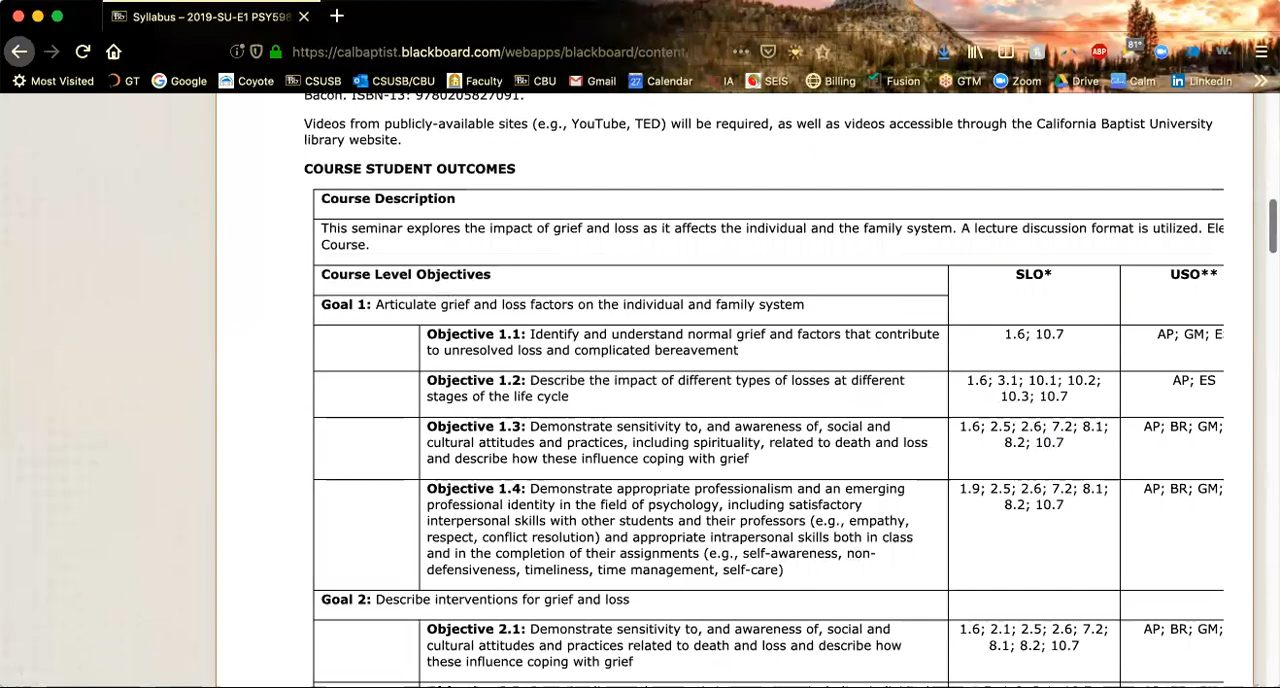 Syllabus – 2019-SU-E1 PSY598
https://calbaptist.blackboard.com/webapps/blackboard/content
81°
Most Visited GT Google Coyote CSUSB CSUSB/CBU Faculty CBU Gmail Calendar IA SEIS Billing Fusion GTM Zoom Drive Calm LinkedIn
Bacon. ISBN-13: 9780205827091.
Videos from publicly-available sites (e.g., YouTube, TED) will be required, as well as videos accessible through the California Baptist University
library website.
COURSE STUDENT OUTCOMES
Course Description
This seminar explores the impact of grief and loss as it affects the individual and the family system. A lecture discussion format is utilized. Ele
Course.
Course Level Objectives SLO* USO**
Goal 1: Articulate grief and loss factors on the individual and family system
Objective 1.1: Identify and understand normal grief and factors that contribute 1.6; 10.7 AP; GM; E
to unresolved loss and complicated bereavement
Objective 1.2: Describe the impact of different types of losses at different 1.6; 3.1; 10.1; 10.2; AP; ES
stages of the life cycle 10.3; 10.7
Objective 1.3: Demonstrate sensitivity to, and awareness of, social and 1.6; 2.5; 2.6; 7.2; 8.1; AP; BR; GM;
cultural attitudes and practices, including spirituality, related to death and loss 8.2; 10.7
and describe how these influence coping with grief
Objective 1.4: Demonstrate appropriate professionalism and an emerging 1.9; 2.5; 2.6; 7.2; 8.1; AP; BR; GM;
professional identity in the field of psychology, including satisfactory 8.2; 10.7
interpersonal skills with other students and their professors (e.g., empathy,
respect, conflict resolution) and appropriate intrapersonal skills both in class
and in the completion of their assignments (e.g., self-awareness, non-
defensiveness, timeliness, time management, self-care)
Goal 2: Describe interventions for grief and loss
Objective 2.1: Demonstrate sensitivity to, and awareness of, social and 1.6; 2.1; 2.5; 2.6; 7.2; AP; BR; GM;
cultural attitudes and practices related to death and loss and describe how 8.1; 8.2; 10.7
these influence coping with grief